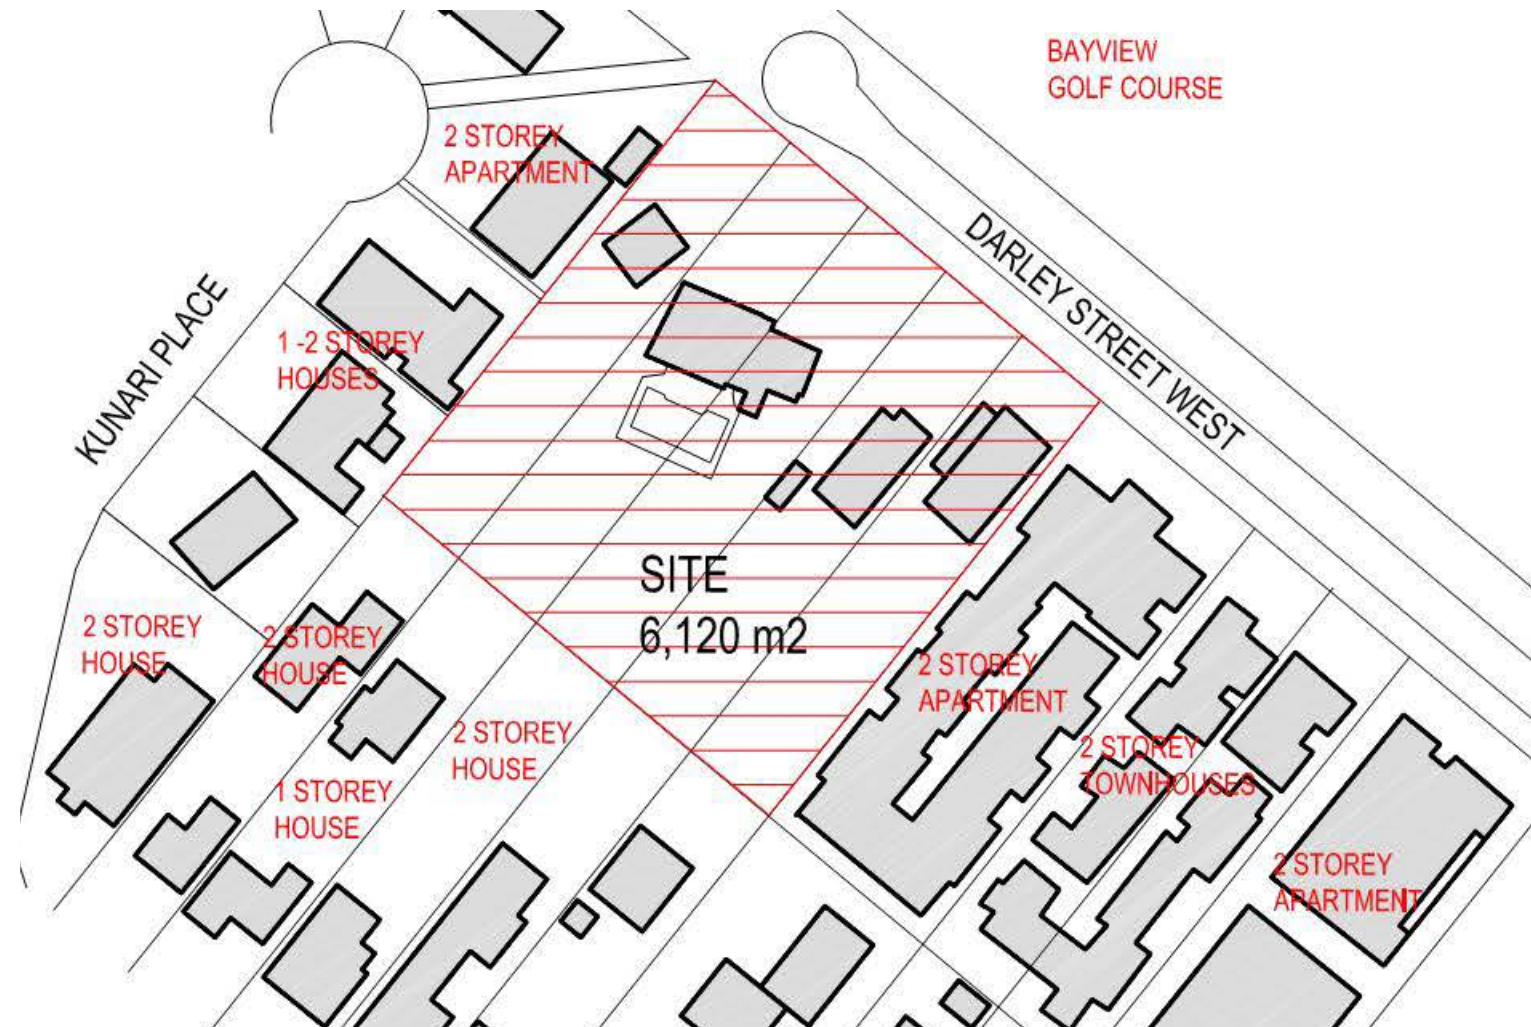 BAYVIEW
GOLF COURSE
2 STOREY
APARTMENT
DARLEY STREET WEST
KUNARI PLACE
1 -2 STOREY
HOUSES
SITE
6,120 m2
2 STOREY
HOUSE
2 STOREY
HOUSE
2 STOREY
APARTMENT
2 STOREY
HOUSE
2 STOREY
TOWNHOUSES
1 STOREY
HOUSE
2 STOREY
APARTMENT